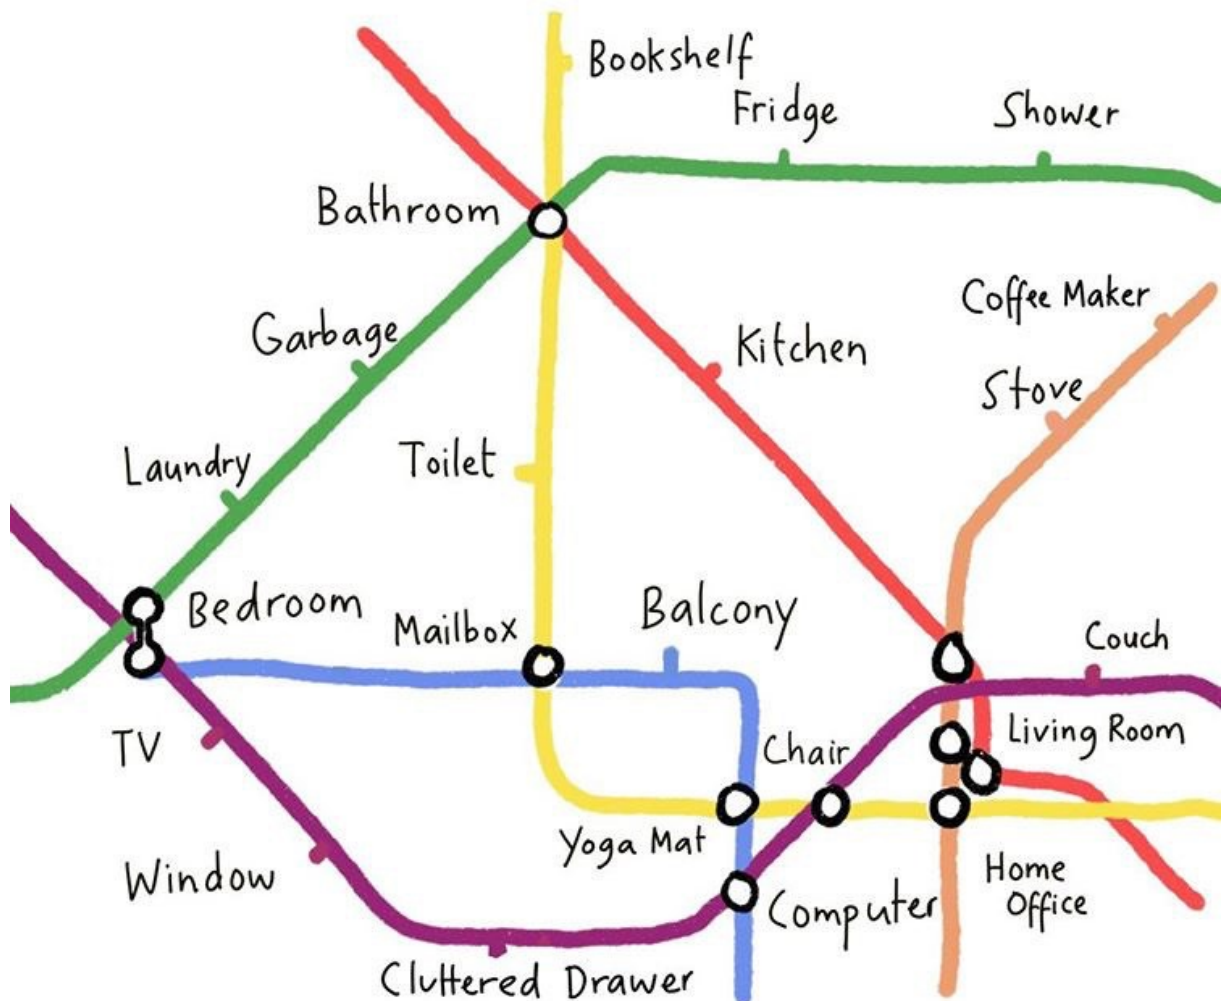 Bookshelf
Fridge
Shower
Bathroom
Coffee Maker
Garbage
Kitchen
Stove
Laundry
Toilet
Bedroom
Mailbox
Balcony
Couch
TV
Chair
Living Room
Yoga Mat
Window
Home
Office
Computer
Cluttered Drawer